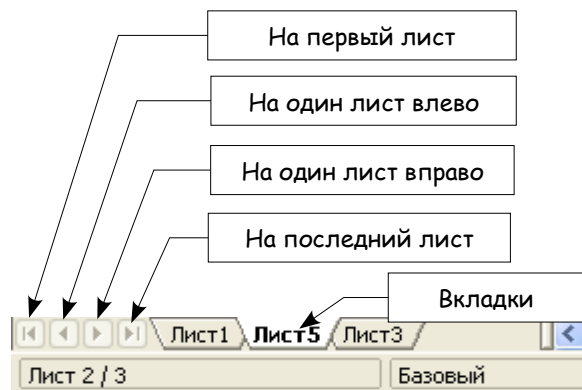 На первый лист
На один лист влево
На один лист вправо
На последний лист
Вкладки
Лист1 Лист5 Лист3
Лист 2 / 3 Базовый